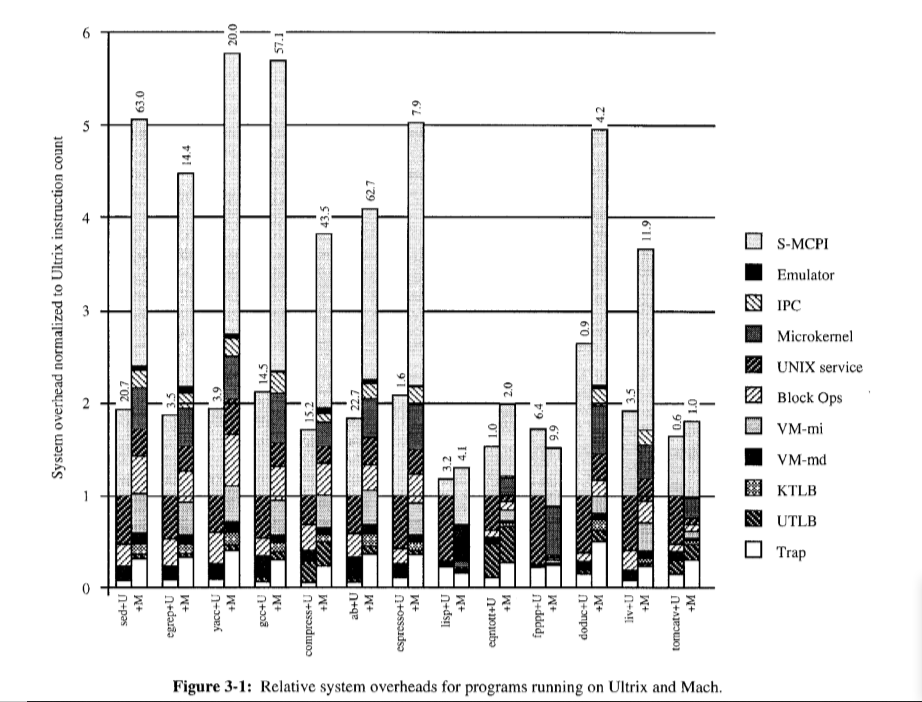 System overhead normalized to Ultrix instruction count
6
5
4
3
2
1
0
20.7
63.0
3.5
14.4
3.9
20.0
14.5
57.1
15.2
43.5
22.7
62.7
1.6
7.9
3.2
4.1
1.0
2.0
6.4
9.9
0.9
4.2
3.5
11.9
0.6
1.0
sed+U
+M
egrep+U
+M
yacc+U
+M
gcc+U
+M
compress+U
+M
ab+U
+M
espresso+U
+M
lisp+U
+M
eqntott+U
+M
fpppp+U
+M
doduc+U
+M
liv+U
+M
tomcatv+U
+M
S-MCPI
Emulator
IPC
Microkernel
UNIX service
Block Ops
VM-mi
VM-md
KTLB
UTLB
Trap
Figure 3-1: Relative system overheads for programs running on Ultrix and Mach.